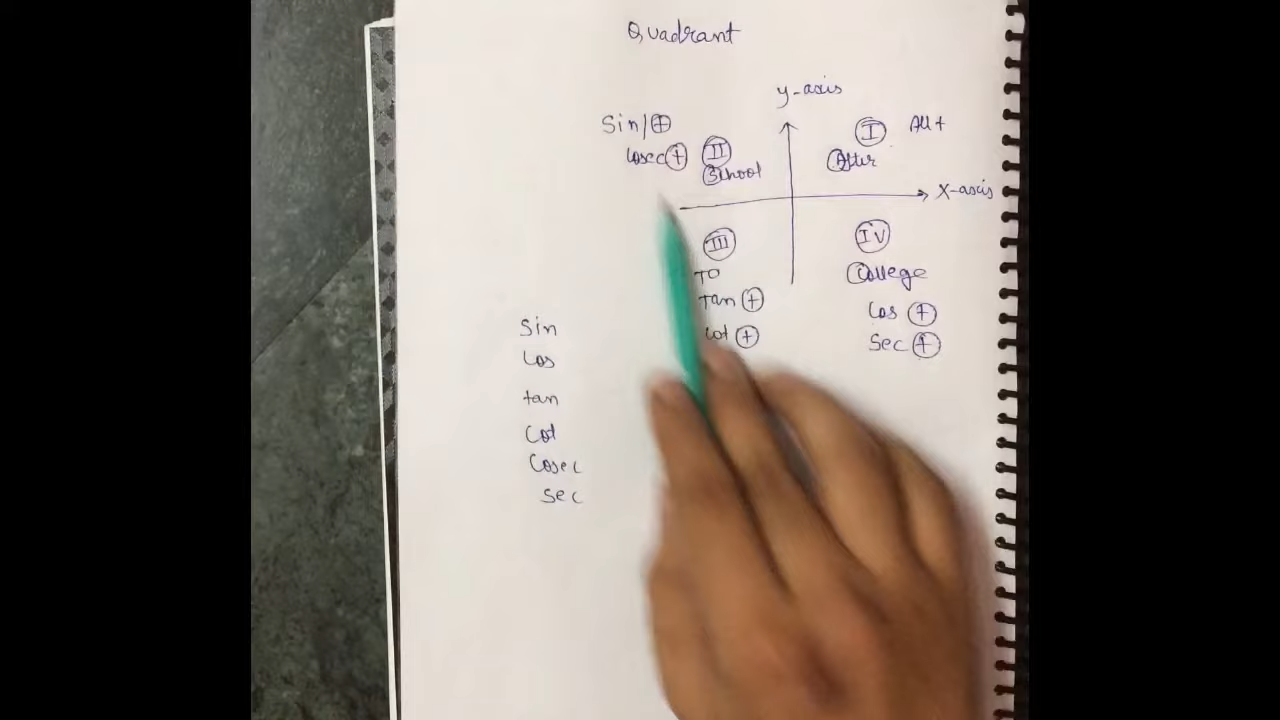 Quadrant
y-axis
Sin/+
Cosec +
II
School
I
All +
After
X-axis
III
TO
Tan +
Cot +
IV
College
Cos +
Sec +
Sin
Cos
tan
Cot
Cosec
Sec